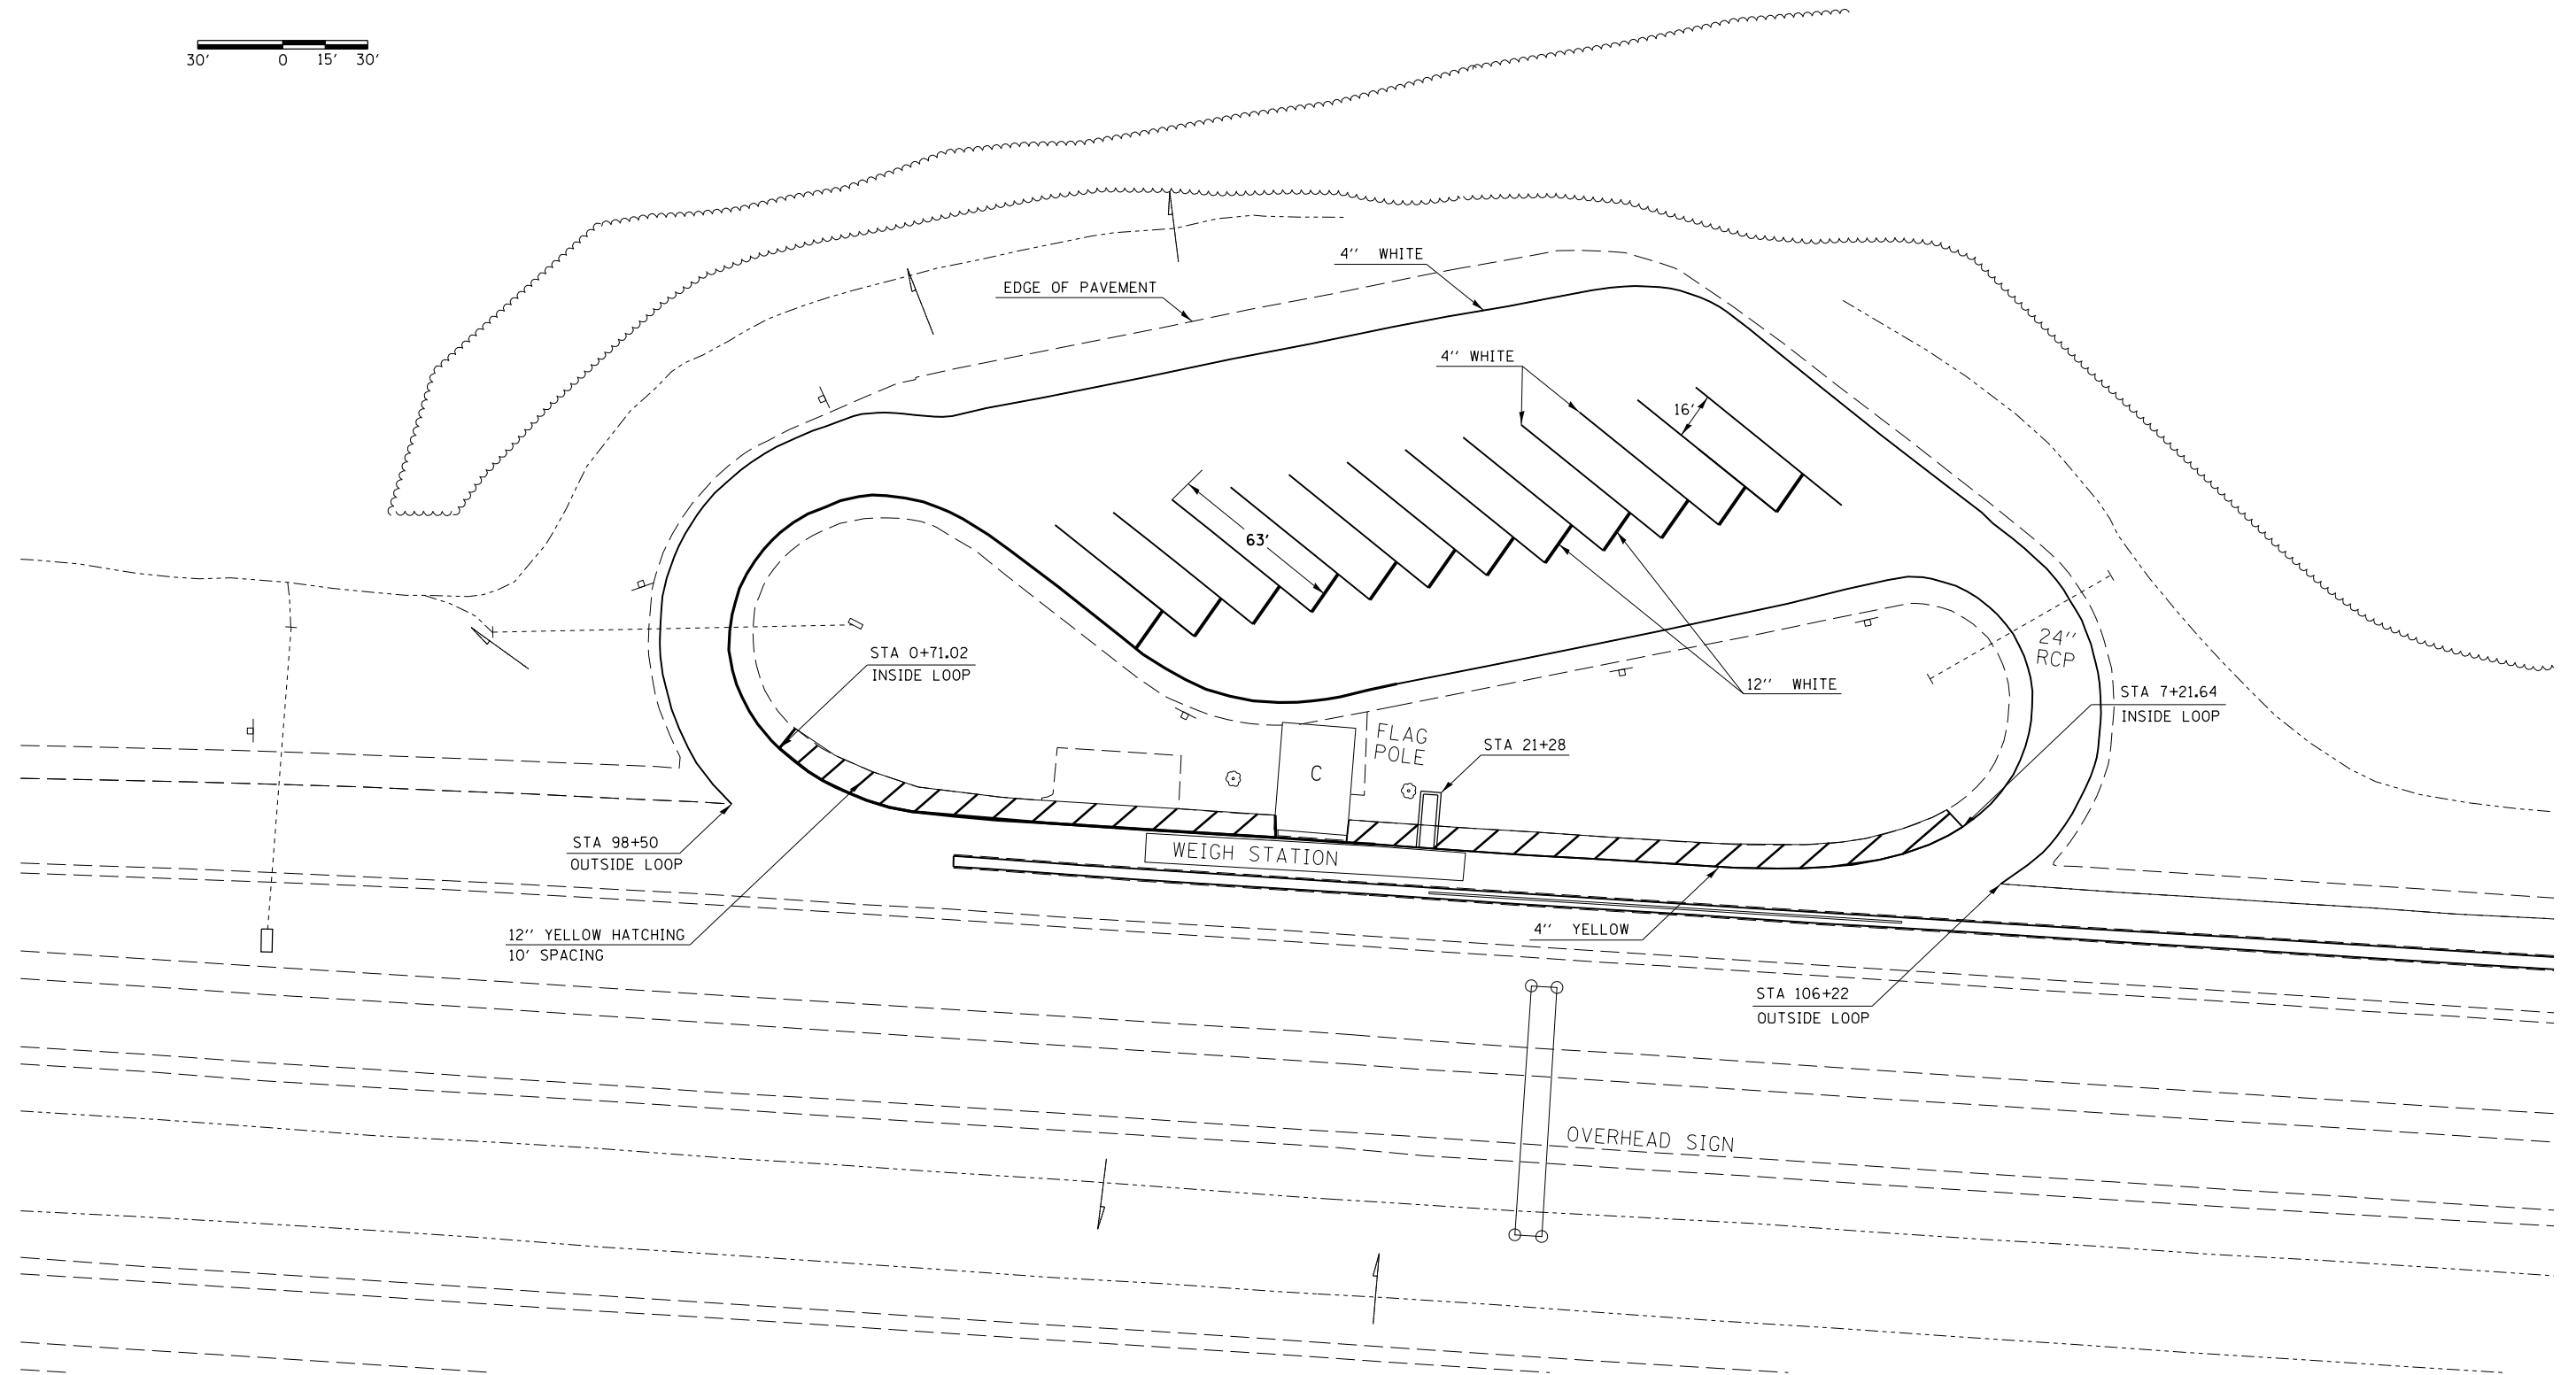 30' 0 15' 30'
4'' WHITE
EDGE OF PAVEMENT
4'' WHITE
16'
63'
24''
RCP
STA 0+71.02
INSIDE LOOP
12'' WHITE
STA 7+21.64
INSIDE LOOP
FLAG
POLE
STA 21+28
C
STA 98+50
OUTSIDE LOOP
WEIGH STATION
12'' YELLOW HATCHING
10' SPACING
4'' YELLOW
STA 106+22
OUTSIDE LOOP
OVERHEAD SIGN